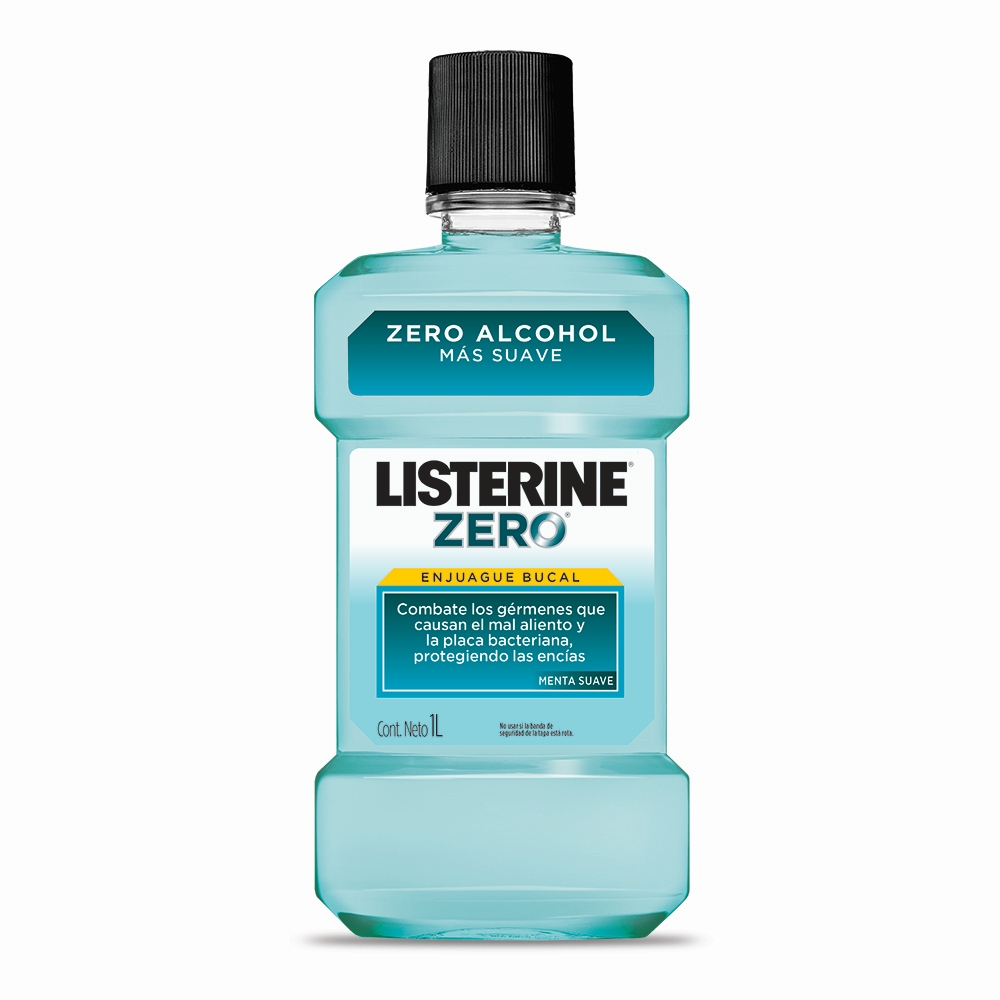 ZERO ALCOHOL
MÁS SUAVE
LISTERINE®
ZERO®
ENJUAGUE BUCAL
Combate los gérmenes que
causan el mal aliento y
la placa bacteriana,
protegiendo las encías
MENTA SUAVE
Cont. Neto 1L
No usar si la banda de
seguridad de la tapa está rota.